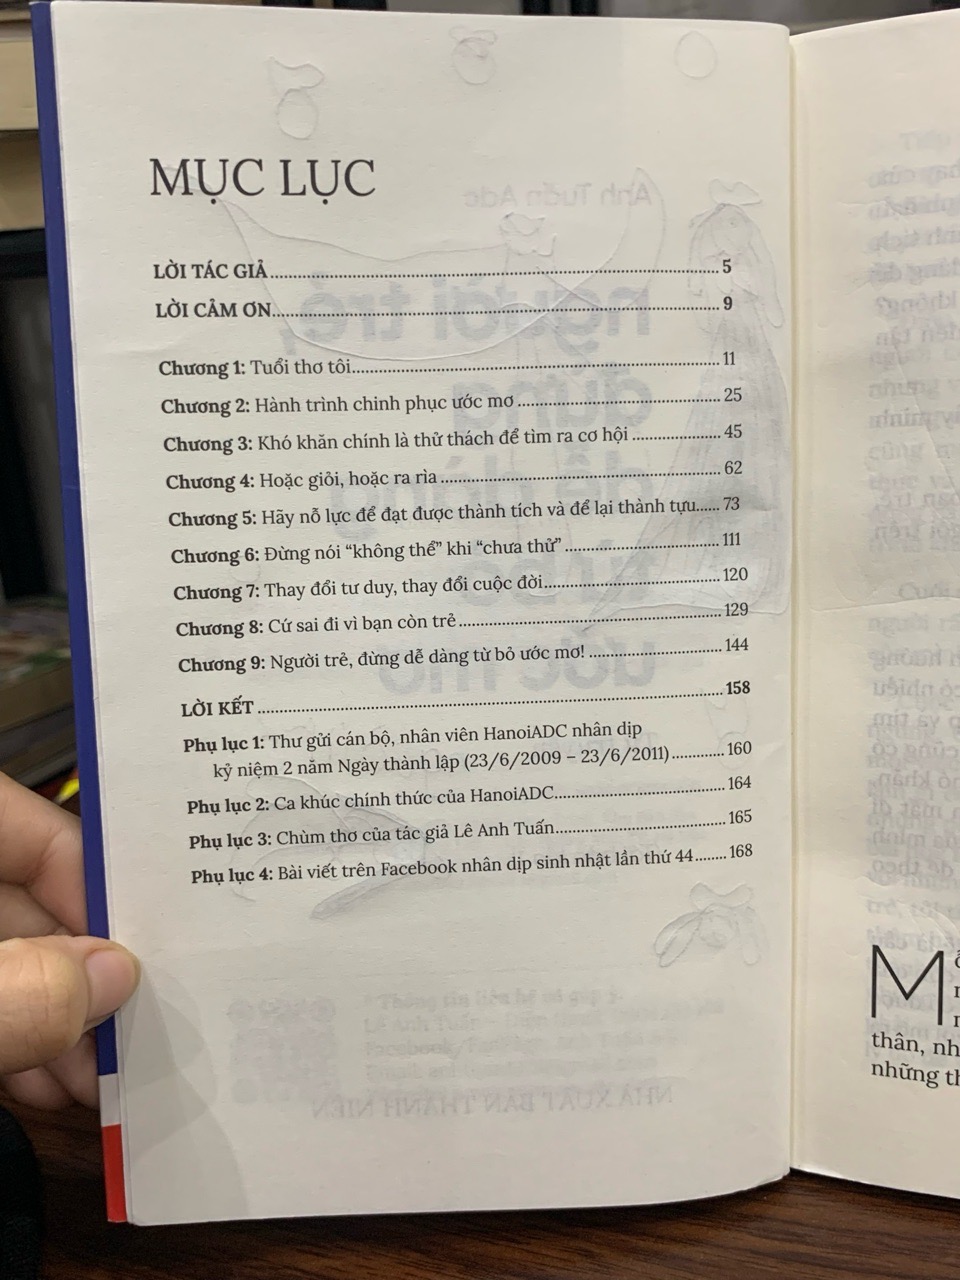 MỤC LỤC
LỜI TÁC GIẢ........................................5
LỜI CẢM ƠN........................................9
Chương 1: Tuổi thơ tôi........................................11
Chương 2: Hành trình chinh phục ước mơ........................................25
Chương 3: Khó khăn chính là thử thách để tìm ra cơ hội....................45
Chương 4: Hoặc giỏi, hoặc ra rìa........................................62
Chương 5: Hãy nỗ lực để đạt được thành tích và để lại thành tựu......73
Chương 6: Đừng nói “không thể” khi “chưa thử”..............................111
Chương 7: Thay đổi tư duy, thay đổi cuộc đời..............................120
Chương 8: Cứ sai đi vì bạn còn trẻ........................................129
Chương 9: Người trẻ, đừng dễ dàng từ bỏ ước mơ!....................144
LỜI KẾT........................................158
Phụ lục 1: Thư gửi cán bộ, nhân viên HanoiADC nhân dịp
kỷ niệm 2 năm Ngày thành lập (23/6/2009 – 23/6/2011)............160
Phụ lục 2: Ca khúc chính thức của HanoiADC..............................164
Phụ lục 3: Chùm thơ của tác giả Lê Anh Tuấn..............................165
Phụ lục 4: Bài viết trên Facebook nhân dịp sinh nhật lần thứ 44........168
thân, nh
những th